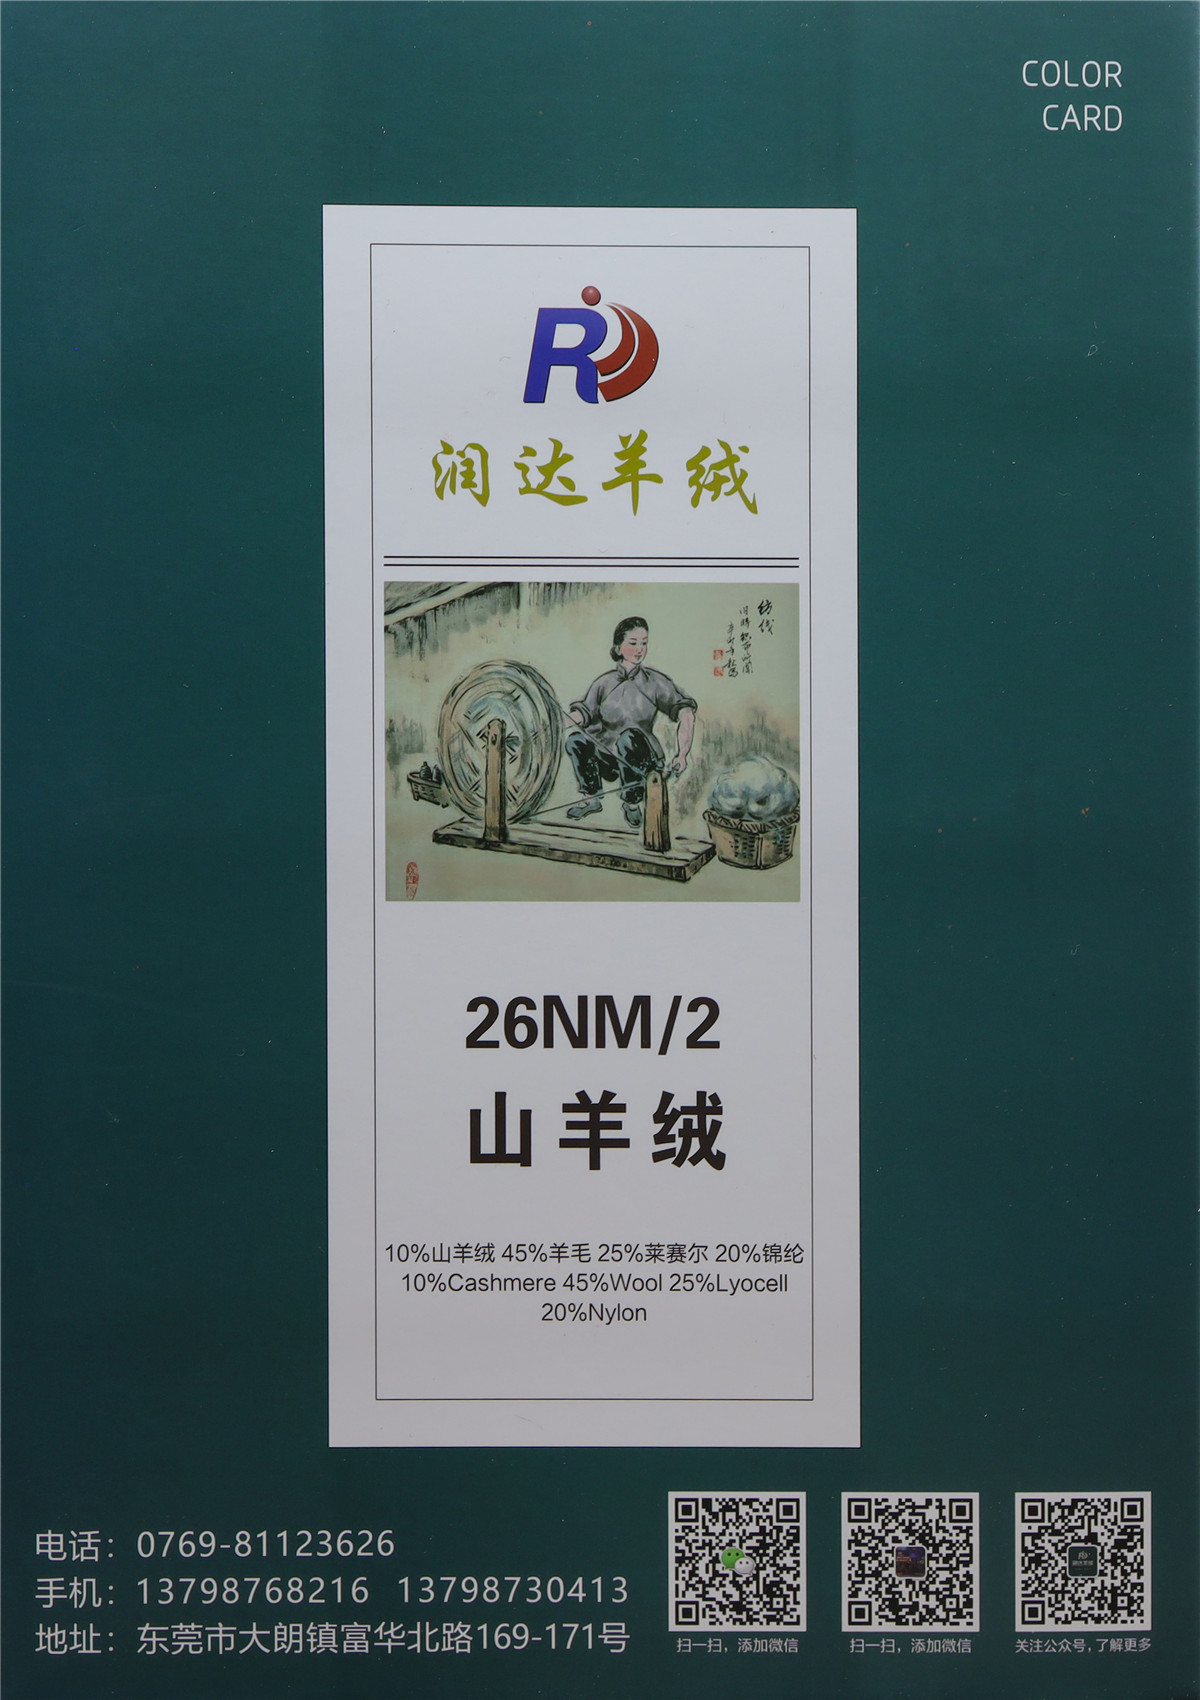 COLOR
CARD
润达羊绒
纺线
26NM/2
山羊绒
10%山羊绒 45%羊毛 25%莱赛尔 20%锦纶
10%Cashmere 45%Wool 25%Lyocell
20%Nylon
电话：0769-81123626
手机：13798768216 13798730413
地址：东莞市大朗镇富华北路169-171号
扫一扫，添加微信
扫一扫，添加微信
关注公众号，了解更多